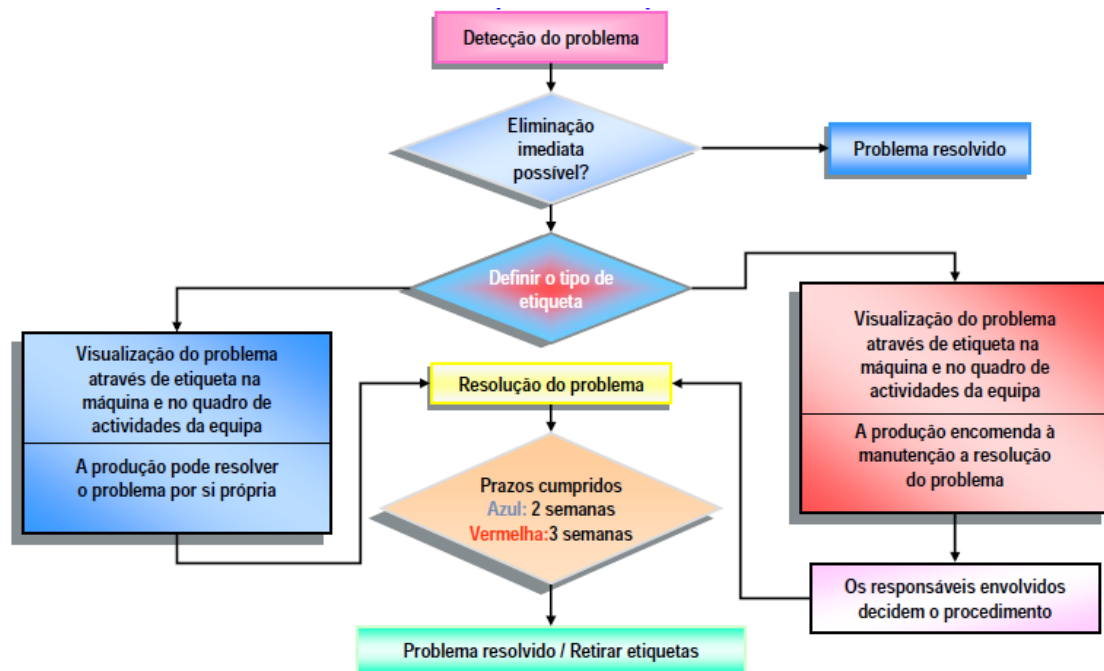 Detecção do problema
Eliminação
imediata
possível?
Problema resolvido
Definir o tipo de
etiqueta
Visualização do problema
através de etiqueta na
máquina e no quadro de
actividades da equipa
A produção pode resolver
o problema por si própria
Visualização do problema
através de etiqueta na
máquina e no quadro de
actividades da equipa
A produção encomenda à
manutenção a resolução
do problema
Resolução do problema
Prazos cumpridos
Azul: 2 semanas
Vermelha:3 semanas
Os responsáveis envolvidos
decidem o procedimento
Problema resolvido / Retirar etiquetas